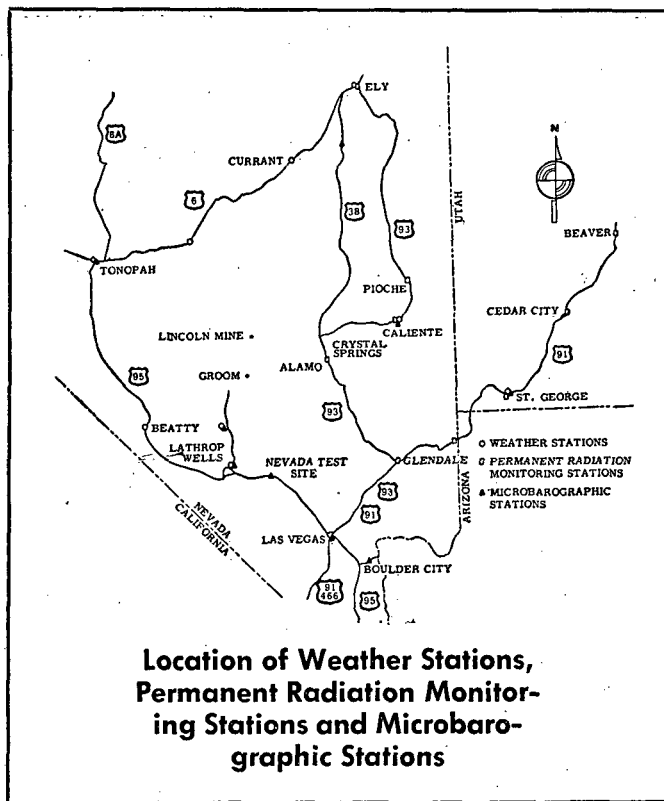 ELY
6A
CURRANT
UTAH
N
6
38
93
BEAVER
TONOPAH
PIOCHE
CEDAR CITY
LINCOLN MINE
CALIENTE
CRYSTAL
SPRINGS
91
95
GROOM
ALAMO
ST. GEORGE
93
BEATTY
LATHROP
WELLS
NEVADA TEST
SITE
GLENDALE
WEATHER STATIONS
PERMANENT RADIATION
MONITORING STATIONS
MICROBAROGRAPHIC
STATIONS
ARIZONA
93
91
NEVADA
CALIFORNIA
LAS VEGAS
BOULDER CITY
91
466
95
Location of Weather Stations,
Permanent Radiation Monitor-
ing Stations and Microbaro-
graphic Stations